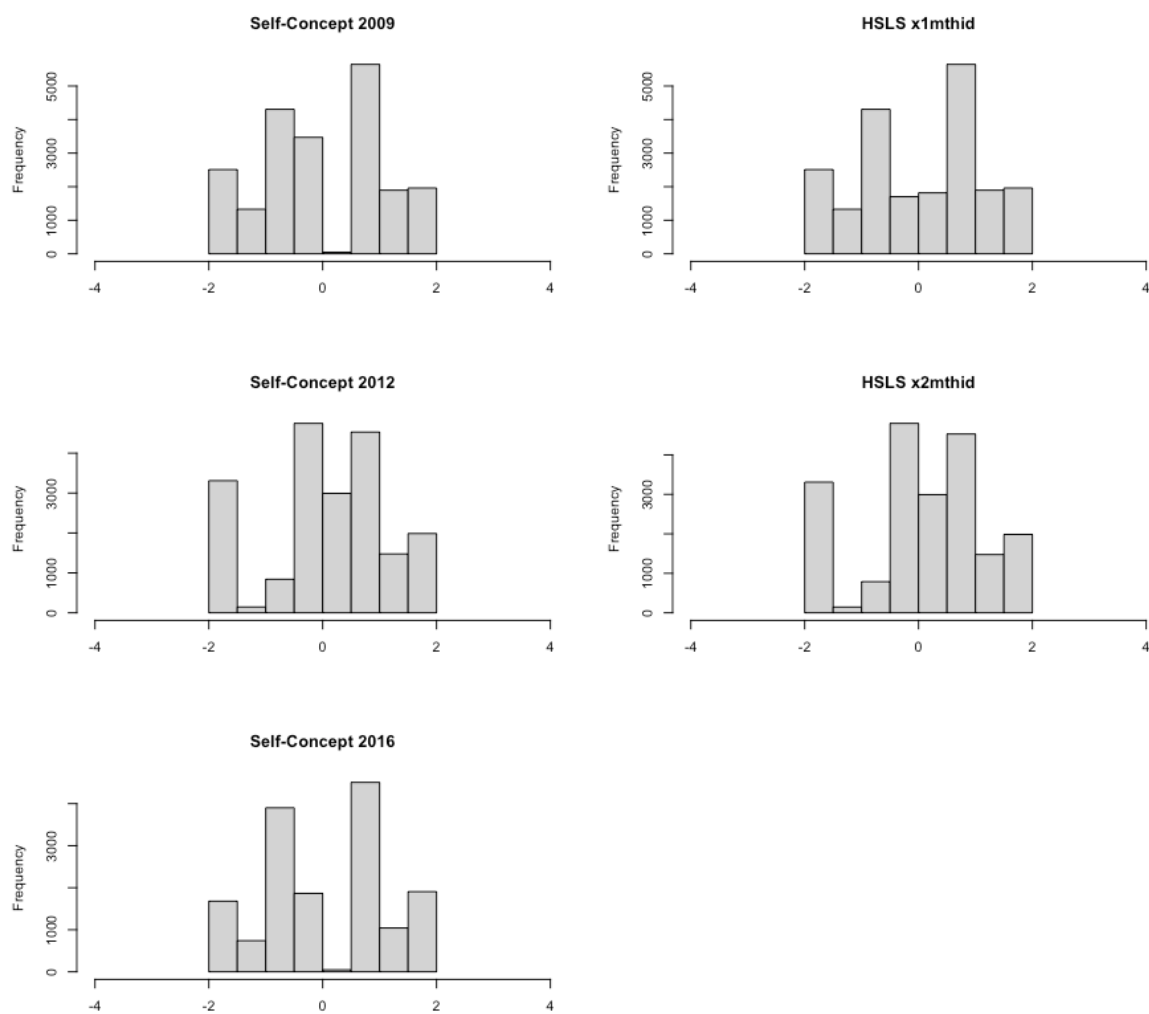 Self-Concept 2009
Frequency
5000
3000
1000
0
-4 -2 0 2 4
HSLS x1mthid
Frequency
5000
3000
1000
0
-4 -2 0 2 4
Self-Concept 2012
Frequency
3000
1000
0
-4 -2 0 2 4
HSLS x2mthid
Frequency
3000
1000
0
-4 -2 0 2 4
Self-Concept 2016
Frequency
3000
1000
0
-4 -2 0 2 4